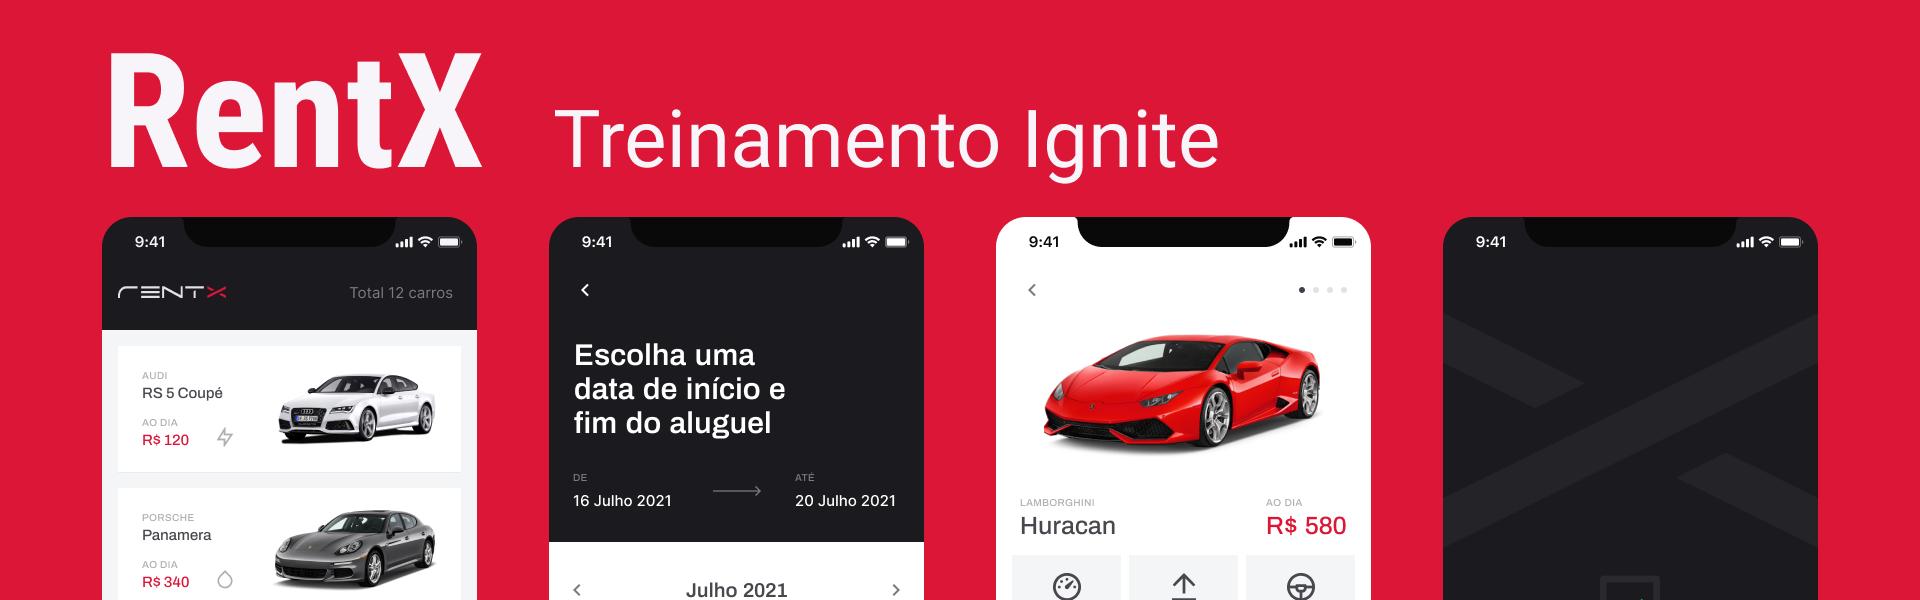 RentX
Treinamento Ignite
9:41
RENTX
Total 12 carros
AUDI
RS 5 Coupé
AO DIA
R$ 120
PORSCHE
Panamera
AO DIA
R$ 340
9:41
Escolha uma
data de início e
fim do aluguel
DE
16 Julho 2021
ATÉ
20 Julho 2021
Julho 2021
9:41
LAMBORGHINI
Huracan
AO DIA
R$ 580
9:41